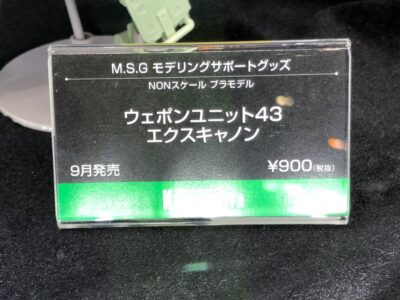 M.S.G モデリングサポートグッズ
NONスケール プラモデル
ウェポンユニット43
エクスキャノン
9月発売 ¥900(税抜)